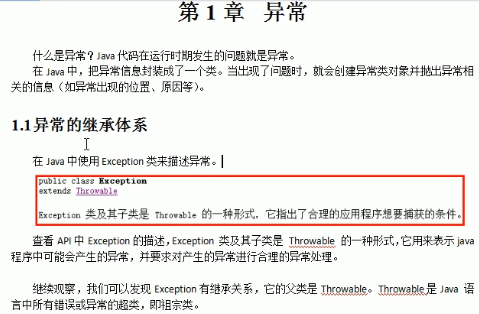 第 1 章 异常
什么是异常？Java 代码在运行时期发生的问题就是异常。
在 Java 中，把异常信息封装成了一个类。当出现了问题时，就会创建异常类对象并抛出异常相
关的信息（如异常出现的位置、原因等）。
1.1异常的继承体系
在 Java 中使用 Exception 类来描述异常。
public class Exception
extends Throwable
Exception 类及其子类是 Throwable 的一种形式，它指出了合理的应用程序想要捕获的条件。
查看 API 中 Exception 的描述，Exception 类及其子类是 Throwable 的一种形式，它用来表示 java
程序中可能会产生的异常，并要求对产生的异常进行合理的异常处理。
继续观察，我们可以发现 Exception 有继承关系，它的父类是 Throwable。Throwable 是 Java 语
言中所有错误或异常的超类，即祖宗类。